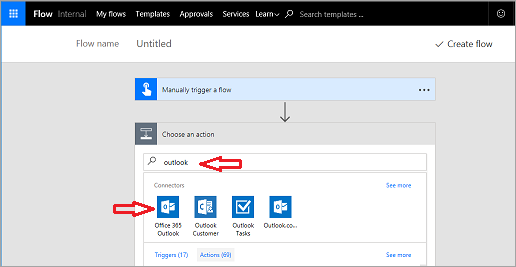 Flow Internal My flows Templates Approvals Services Learn Search templates ...
Flow name Untitled Create flow
Manually trigger a flow
Choose an action
outlook
Connectors See more
Office 365 Outlook Outlook Outlook.co...
Outlook Customer Tasks
Triggers (17) Actions (69) See more